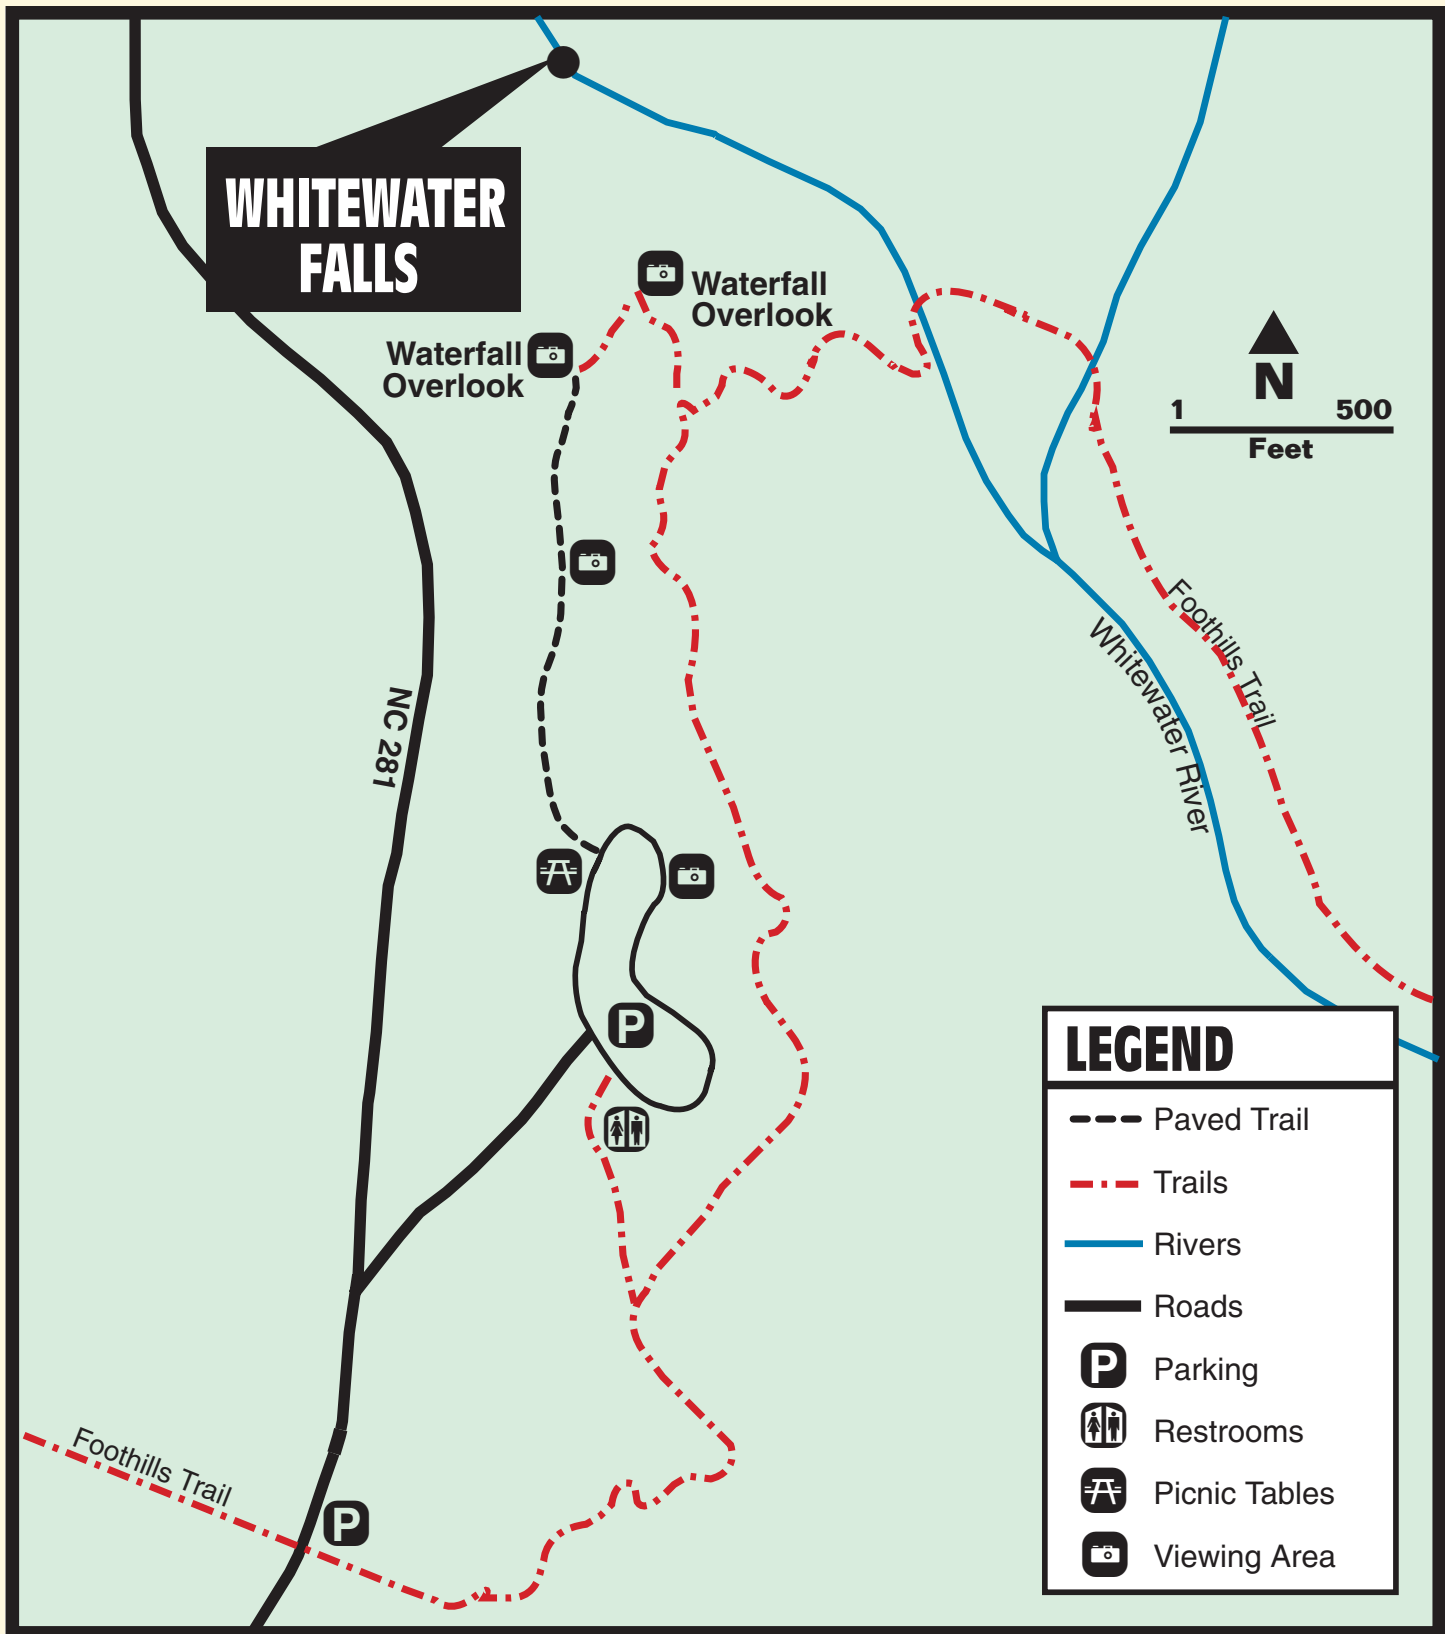 WHITEWATER
FALLS
Waterfall
Overlook
Waterfall
Overlook
N
1 500
Feet
NC 281
Foothills Trail
Whitewater River
P
Foothills Trail
P
LEGEND
Paved Trail
Trails
Rivers
Roads
P Parking
Restrooms
Picnic Tables
Viewing Area